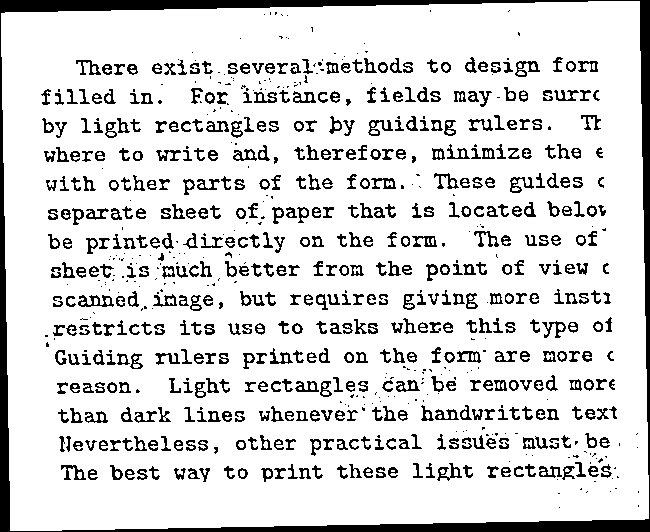 There exist several methods to design
filled in. For instance, fields may be
by light rectangles or by guiding rulers.
where to write and, therefore, minimize the
with other parts of the form. These guides
separate sheet of paper that is located
be printed directly on the form. The use of
sheet is much better from the point of view
scanned image, but requires giving more
restricts its use to tasks where this type of
Guiding rulers printed on the form are more
reason. Light rectangles can be removed more
than dark lines whenever the handwritten text
Nevertheless, other practical issues must be
The best way to print these light rectangles